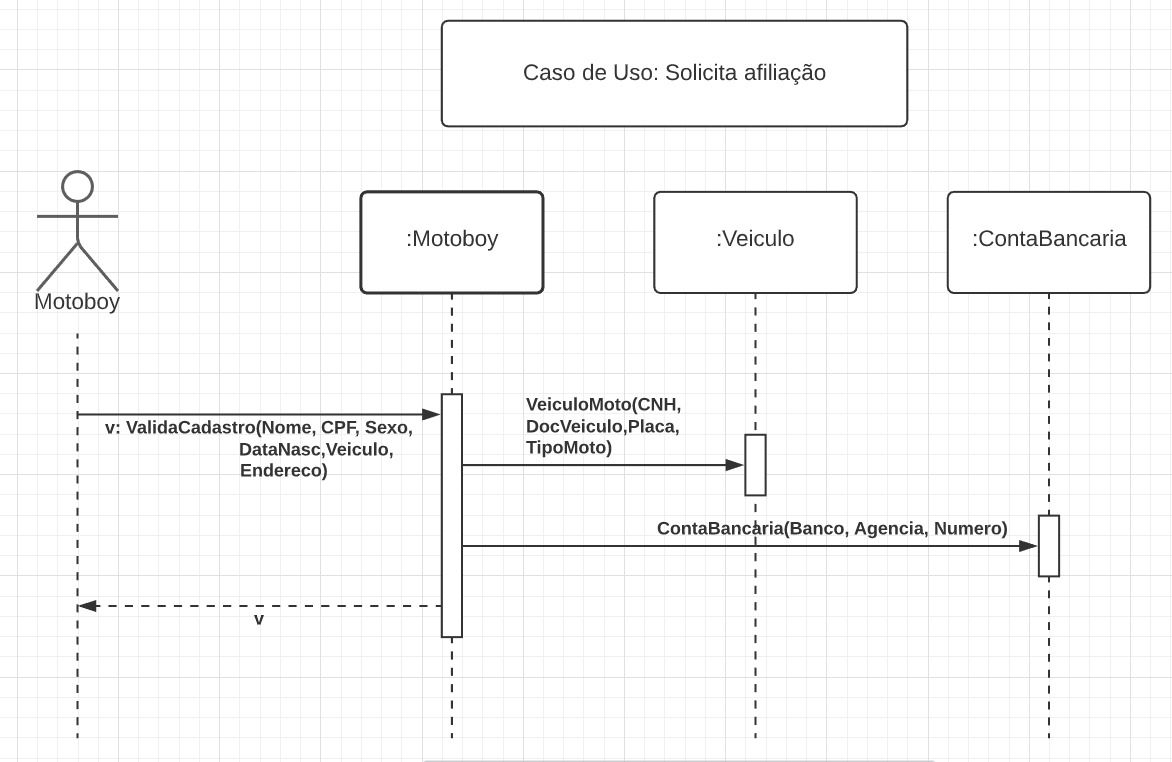 Caso de Uso: Solicita afiliação
Motoboy
:Motoboy
:Veiculo
:ContaBancaria
v: ValidaCadastro(Nome, CPF, Sexo,
DataNasc,Veiculo,
Endereco)
VeiculoMoto(CNH,
DocVeiculo,Placa,
TipoMoto)
ContaBancaria(Banco, Agencia, Numero)
v